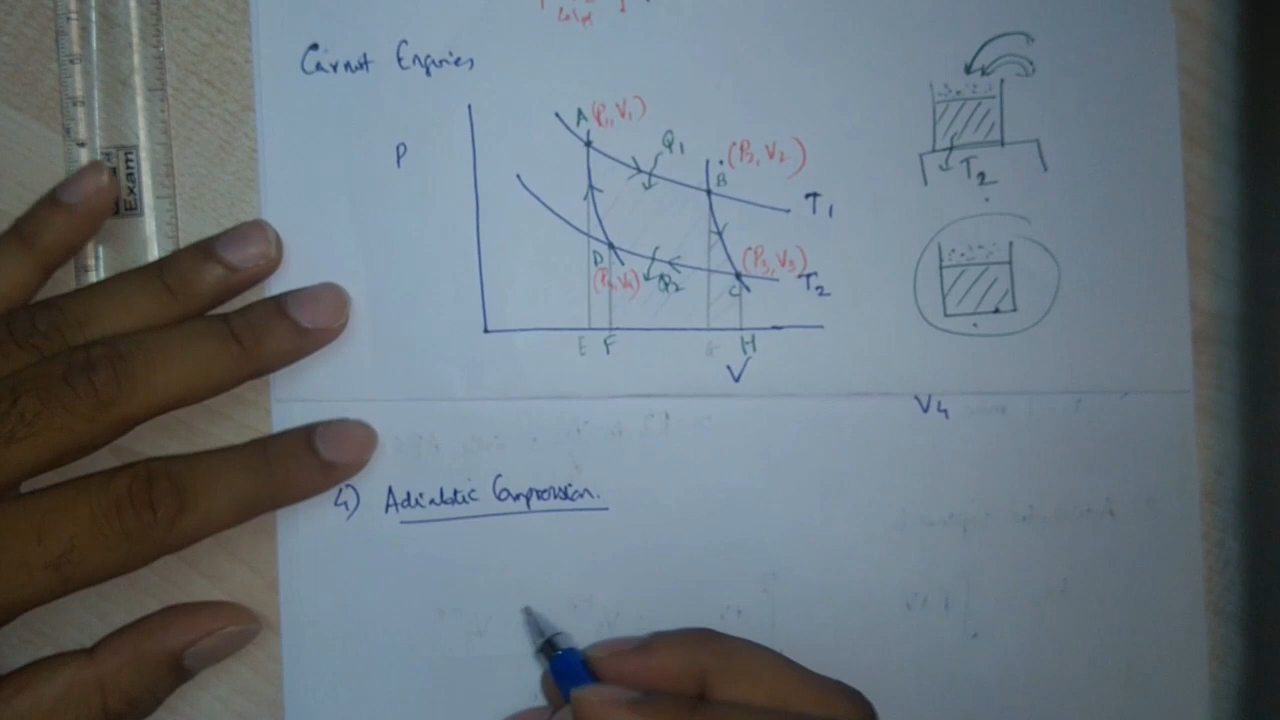 Carnot Engines
A (P₁, V₁)
Q₁
P
(P₂, V₂)
B
T₂
T₁
D
(P₃, V₃)
(P₄, V₄)
Q₂
C
T₂
E F G H
V
V₄
4) Adiabatic Compression.
Exam